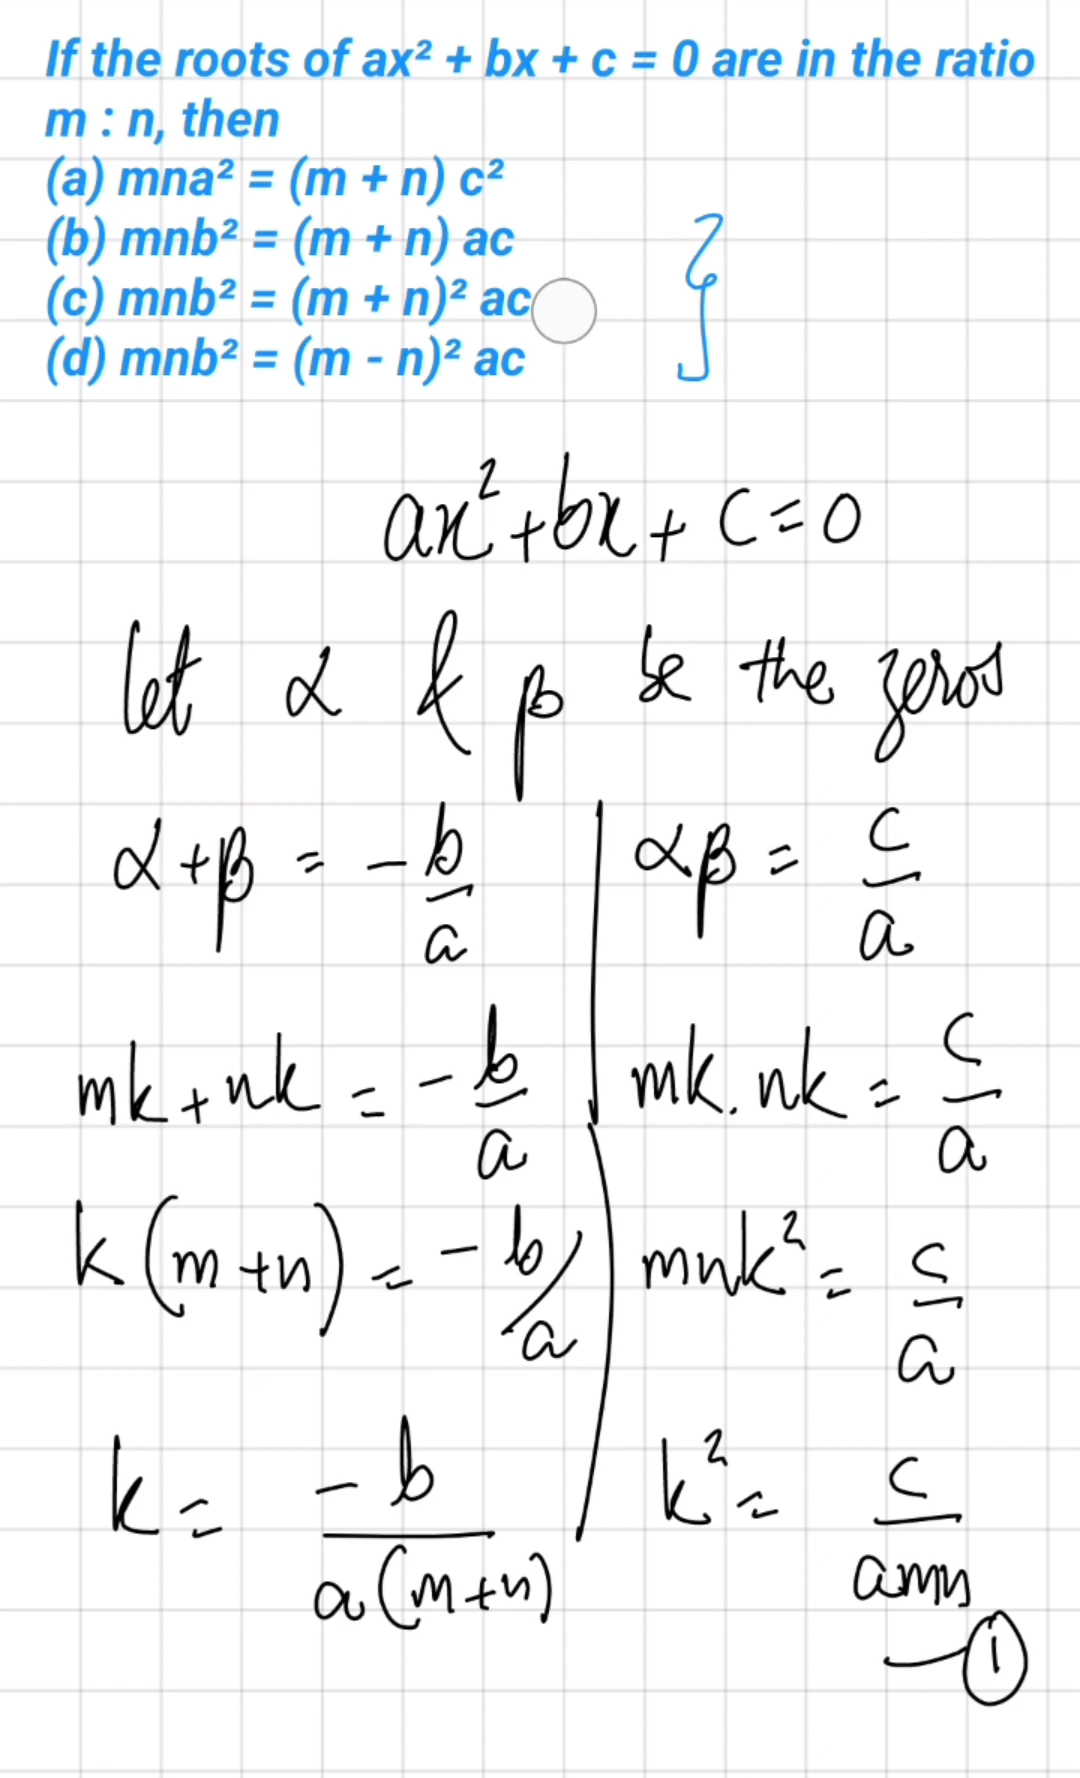 If the roots of ax² + bx + c = 0 are in the ratio
m : n, then
(a) mna² = (m + n) c²
(b) mnb² = (m + n) ac
(c) mnb² = (m + n)² ac
(d) mnb² = (m - n)² ac
ax² + bx + c = 0
let α & β be the zeros
α + β = - b/a
αβ = c/a
mk + nk = - b/a
mk . nk = c/a
k (m + n) = - b/a
mnk² = c/a
k = - b / a (m + n)
k² = c / amn
— ①